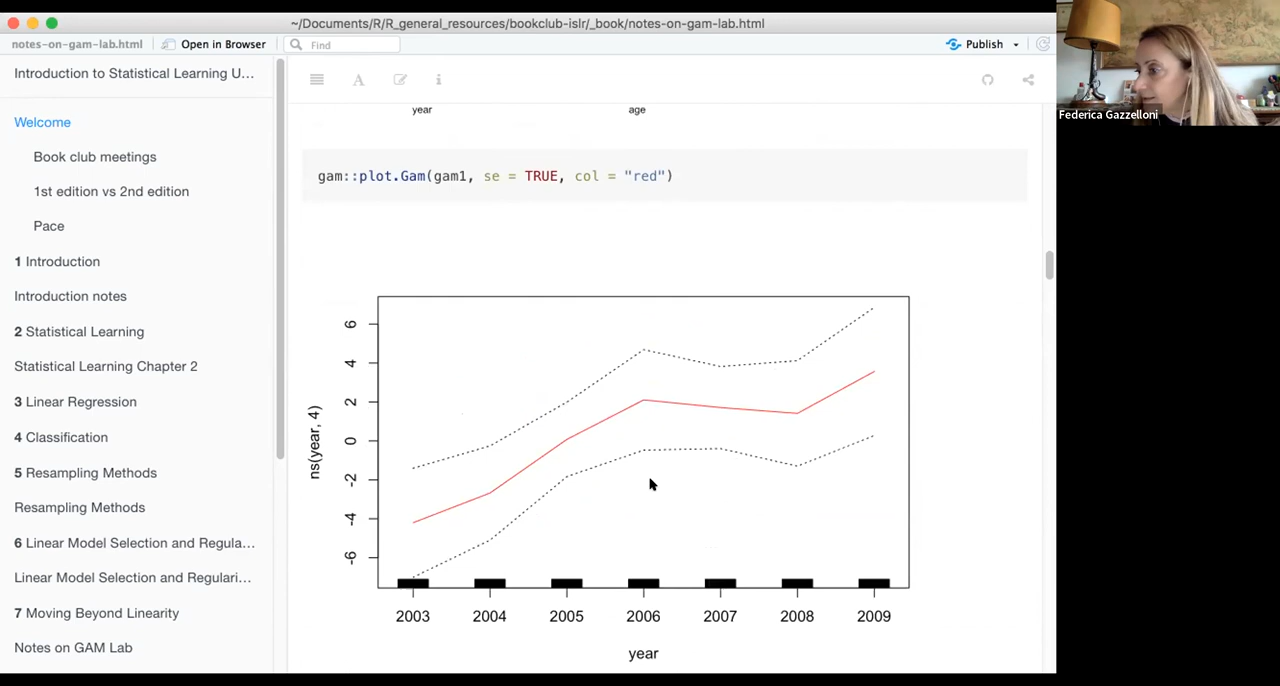 ~/Documents/R/R_general_resources/bookclub-islr/_book/notes-on-gam-lab.html
notes-on-gam-lab.html
Open in Browser
Find
Publish
Introduction to Statistical Learning U...
Welcome
Book club meetings
1st edition vs 2nd edition
Pace
1 Introduction
Introduction notes
2 Statistical Learning
Statistical Learning Chapter 2
3 Linear Regression
4 Classification
5 Resampling Methods
Resampling Methods
6 Linear Model Selection and Regula...
Linear Model Selection and Regulari...
7 Moving Beyond Linearity
Notes on GAM Lab
A
year
age
gam::plot.Gam(gam1, se = TRUE, col = "red")
ns(year, 4)
6
4
2
0
-2
-4
-6
2003
2004
2005
2006
2007
2008
2009
year
Federica Gazzelloni